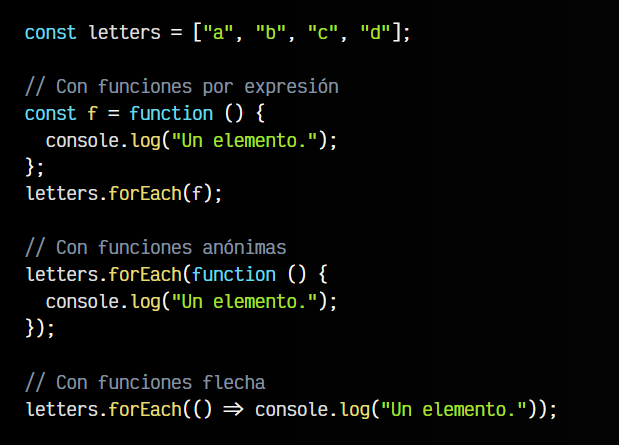 const letters = ["a", "b", "c", "d"];
// Con funciones por expresión
const f = function () {
  console.log("Un elemento.");
};
letters.forEach(f);
// Con funciones anónimas
letters.forEach(function () {
  console.log("Un elemento.");
});
// Con funciones flecha
letters.forEach(() => console.log("Un elemento."));